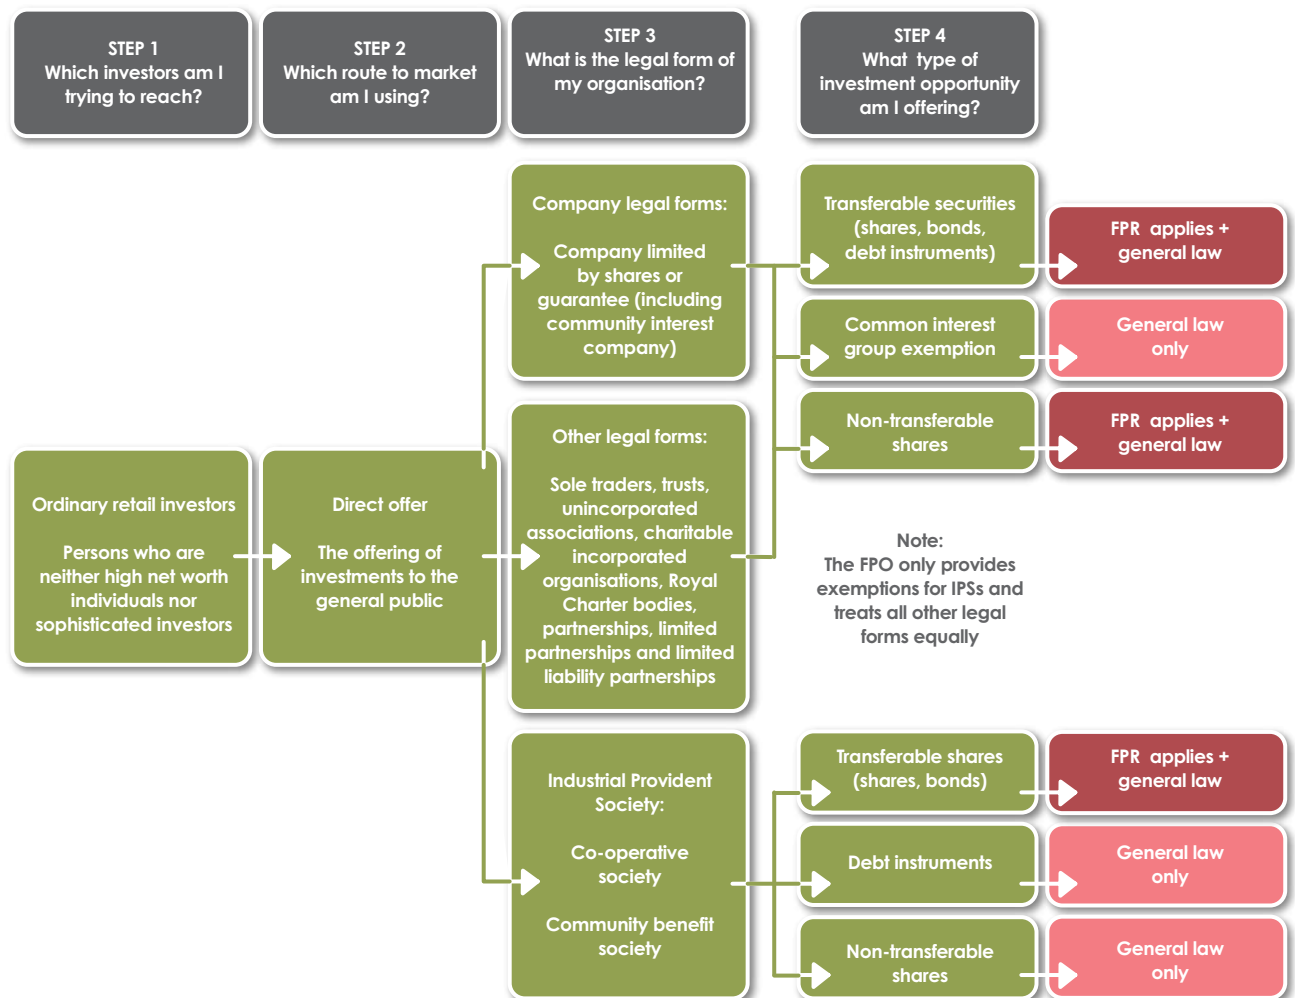 STEP 1
Which investors am I
trying to reach?
STEP 2
Which route to market
am I using?
STEP 3
What is the legal form of
my organisation?
STEP 4
What type of
investment opportunity
am I offering?
Ordinary retail investors
Persons who are
neither high net worth
individuals nor
sophisticated investors
Direct offer
The offering of
investments to the
general public
Company legal forms:
Company limited
by shares or
guarantee (including
community interest
company)
Other legal forms:
Sole traders, trusts,
unincorporated
associations, charitable
incorporated
organisations, Royal
Charter bodies,
partnerships, limited
partnerships and limited
liability partnerships
Industrial Provident
Society:
Co-operative
society
Community benefit
society
Transferable securities
(shares, bonds,
debt instruments)
FPR applies +
general law
Common interest
group exemption
General law
only
Non-transferable
shares
FPR applies +
general law
Note:
The FPO only provides
exemptions for IPSs and
treats all other legal
forms equally
Transferable shares
(shares, bonds)
FPR applies +
general law
Debt instruments
General law
only
Non-transferable
shares
General law
only